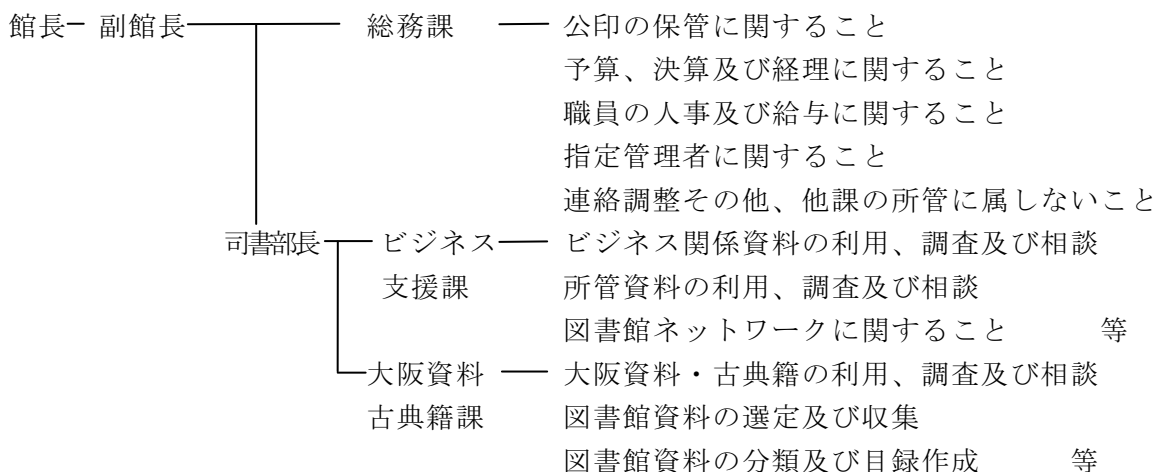 館長 副館長 総務課 公印の保管に関すること
予算、決算及び経理に関すること
職員の人事及び給与に関すること
指定管理者に関すること
連絡調整その他、他課の所管に属しないこと
司書部長 ビジネス ビジネス関係資料の利用、調査及び相談
支援課 所管資料の利用、調査及び相談
図書館ネットワークに関すること 等
大阪資料 大阪資料・古典籍の利用、調査及び相談
古典籍課 図書館資料の選定及び収集
図書館資料の分類及び目録作成 等